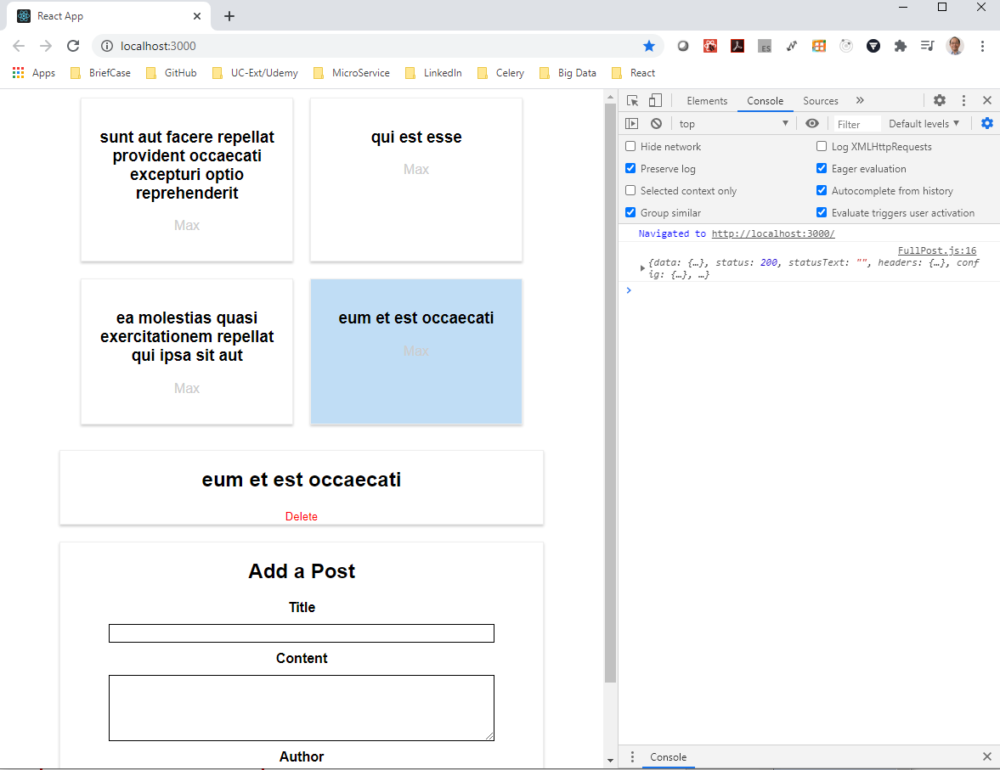 React App
localhost:3000
ES
Apps BriefCase GitHub UC-Ext/Udemy MicroService LinkedIn Celery Big Data React
sunt aut facere repellat
provident occaecati
excepturi optio
reprehenderit
Max
qui est esse
Max
ea molestias quasi
exercitationem repellat
qui ipsa sit aut
Max
eum et est occaecati
Max
eum et est occaecati
Delete
Add a Post
Title
Content
Author
Elements Console Sources »
top Filter Default levels
Hide network Log XMLHttpRequests
Preserve log Eager evaluation
Selected context only Autocomplete from history
Group similar Evaluate triggers user activation
Navigated to http://localhost:3000/
FullPost.js:16
{data: {…}, status: 200, statusText: "", headers: {…}, conf
ig: {…}, …}
Console